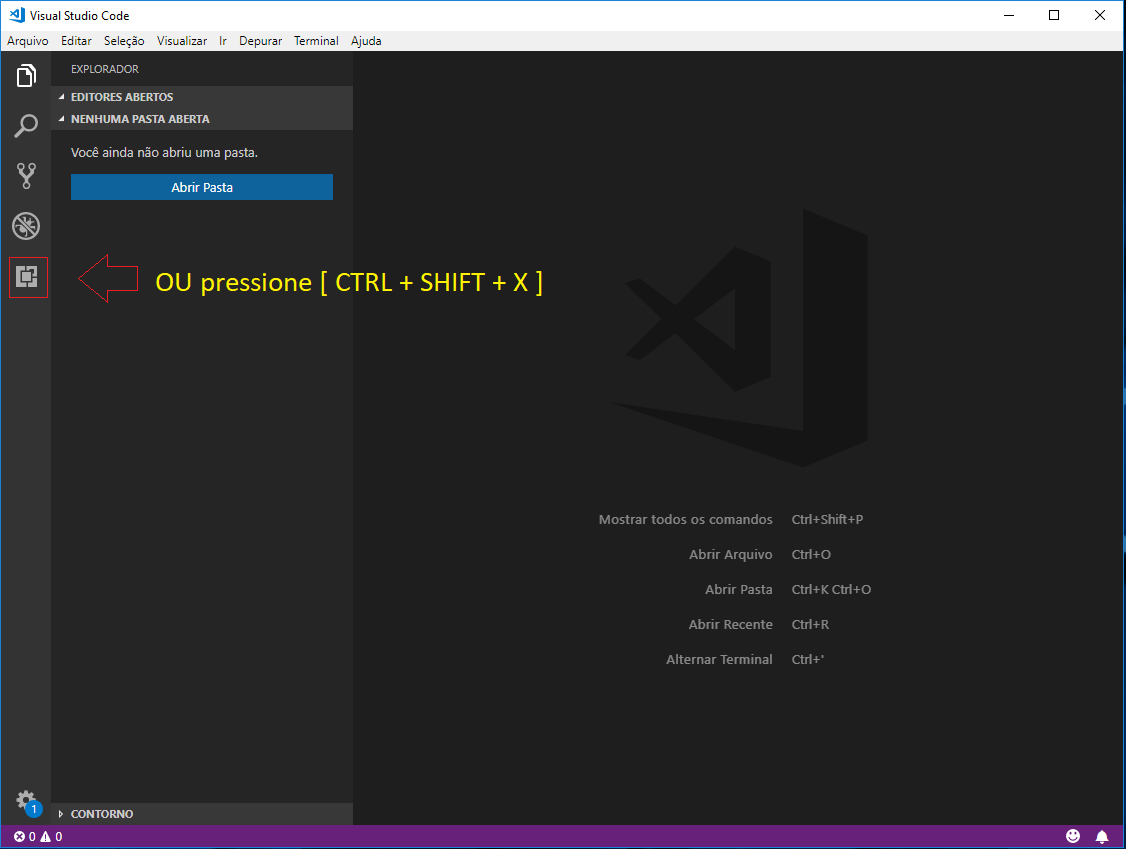 Visual Studio Code
Arquivo Editar Seleção Visualizar Ir Depurar Terminal Ajuda
EXPLORADOR
EDITORES ABERTOS
NENHUMA PASTA ABERTA
Você ainda não abriu uma pasta.
Abrir Pasta
OU pressione [ CTRL + SHIFT + X ]
Mostrar todos os comandos Ctrl+Shift+P
Abrir Arquivo Ctrl+O
Abrir Pasta Ctrl+K Ctrl+O
Abrir Recente Ctrl+R
Alternar Terminal Ctrl+'
1
CONTORNO
0 0